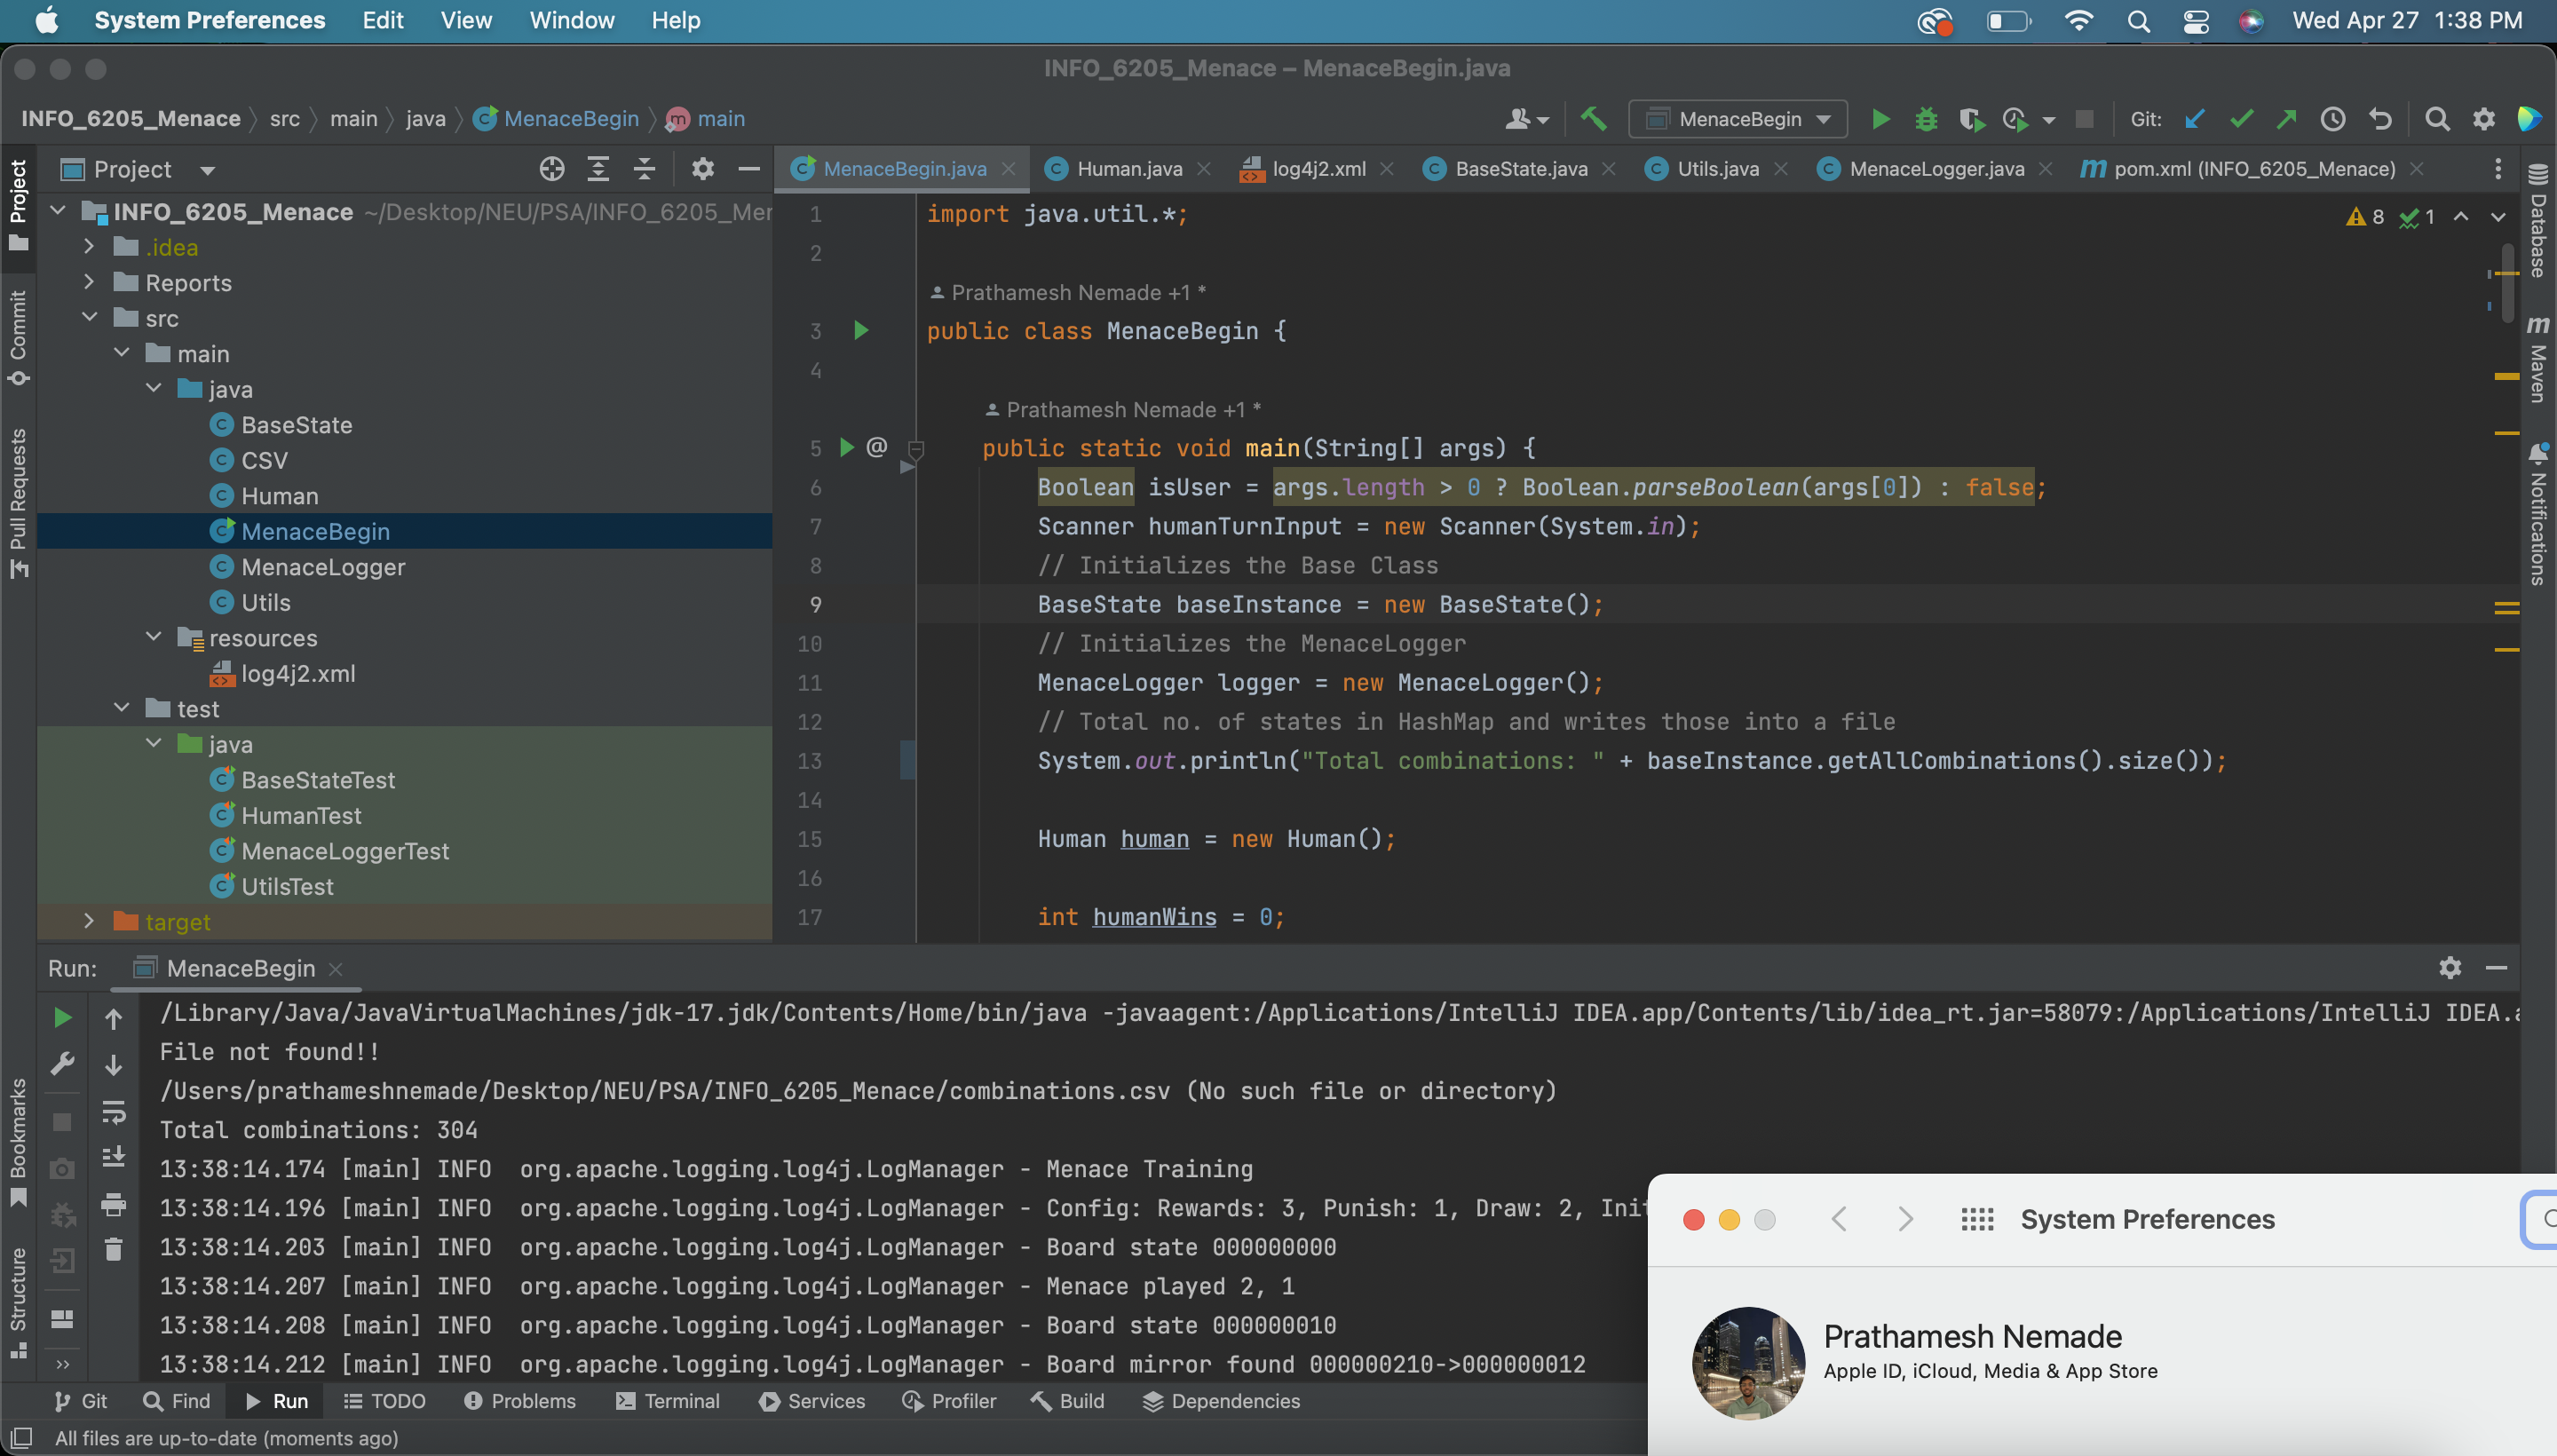 System Preferences Edit View Window Help Wed Apr 27 1:38 PM
INFO_6205_Menace – MenaceBegin.java
INFO_6205_Menace src main java MenaceBegin main MenaceBegin Git:
Project
MenaceBegin.java Human.java log4j2.xml BaseState.java Utils.java MenaceLogger.java pom.xml (INFO_6205_Menace)
Project
Commit
Pull Requests
Bookmarks
Structure
INFO_6205_Menace ~/Desktop/NEU/PSA/INFO_6205_Mer
.idea
Reports
src
main
java
BaseState
CSV
Human
MenaceBegin
MenaceLogger
Utils
resources
log4j2.xml
test
java
BaseStateTest
HumanTest
MenaceLoggerTest
UtilsTest
target
8 1
1 import java.util.*;
2
Prathamesh Nemade +1 *
3 public class MenaceBegin {
4
Prathamesh Nemade +1 *
5 @ public static void main(String[] args) {
6 Boolean isUser = args.length > 0 ? Boolean.parseBoolean(args[0]) : false;
7 Scanner humanTurnInput = new Scanner(System.in);
8 // Initializes the Base Class
9 BaseState baseInstance = new BaseState();
10 // Initializes the MenaceLogger
11 MenaceLogger logger = new MenaceLogger();
12 // Total no. of states in HashMap and writes those into a file
13 System.out.println("Total combinations: " + baseInstance.getAllCombinations().size());
14
15 Human human = new Human();
16
17 int humanWins = 0;
Database
m Maven
Notifications
Run: MenaceBegin
/Library/Java/JavaVirtualMachines/jdk-17.jdk/Contents/Home/bin/java -javaagent:/Applications/IntelliJ IDEA.app/Contents/lib/idea_rt.jar=58079:/Applications/IntelliJ IDEA.a
File not found!!
/Users/prathameshnemade/Desktop/NEU/PSA/INFO_6205_Menace/combinations.csv (No such file or directory)
Total combinations: 304
13:38:14.174 [main] INFO org.apache.logging.log4j.LogManager - Menace Training
13:38:14.196 [main] INFO org.apache.logging.log4j.LogManager - Config: Rewards: 3, Punish: 1, Draw: 2, Init
13:38:14.203 [main] INFO org.apache.logging.log4j.LogManager - Board state 000000000
13:38:14.207 [main] INFO org.apache.logging.log4j.LogManager - Menace played 2, 1
13:38:14.208 [main] INFO org.apache.logging.log4j.LogManager - Board state 000000010
13:38:14.212 [main] INFO org.apache.logging.log4j.LogManager - Board mirror found 000000210->000000012
System Preferences
Prathamesh Nemade
Apple ID, iCloud, Media & App Store
Git Find Run TODO Problems Terminal Services Profiler Build Dependencies
All files are up-to-date (moments ago)